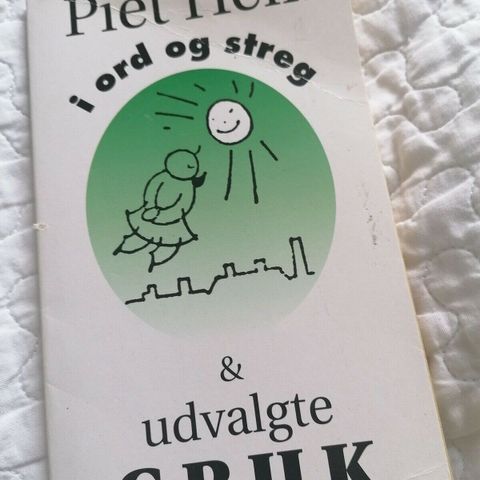 Piet Hein
i ord og streg
&
udvalgte
GRUK